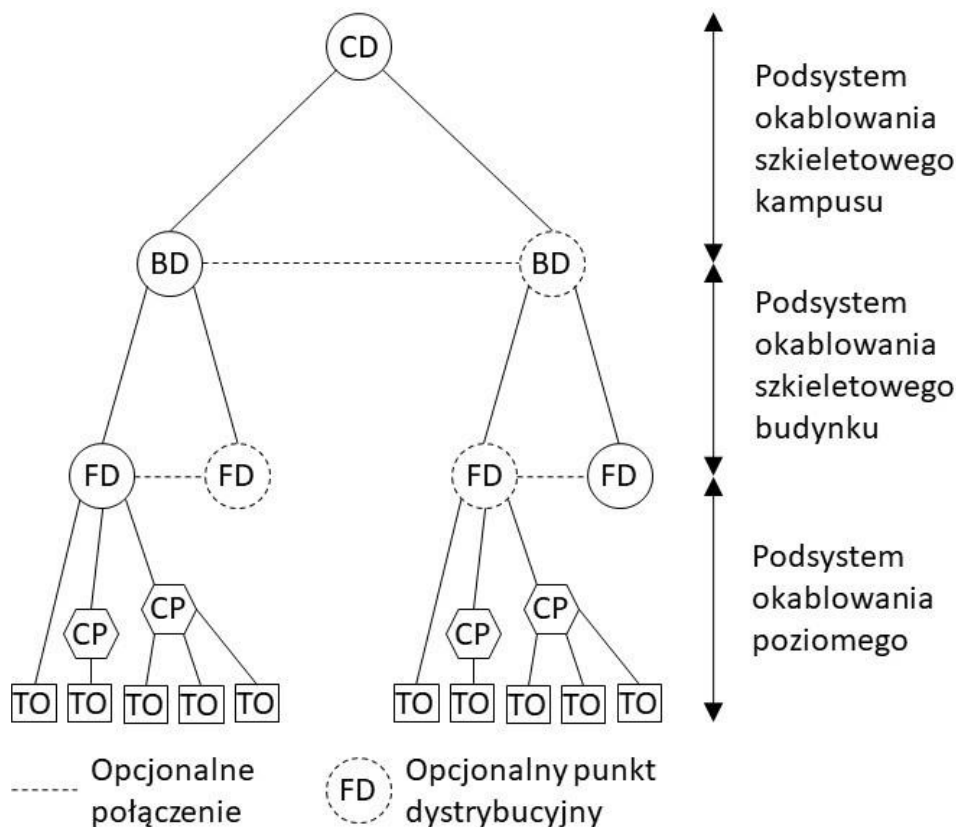 CD
Podsystem
okablowania
szkieletowego
kampusu
BD BD
Podsystem
okablowania
szkieletowego
budynku
FD FD FD FD
Podsystem
okablowania
poziomego
CP CP CP CP
TO TO TO TO TO TO TO TO TO TO
Opcjonalne
połączenie
FD
Opcjonalny punkt
dystrybucyjny